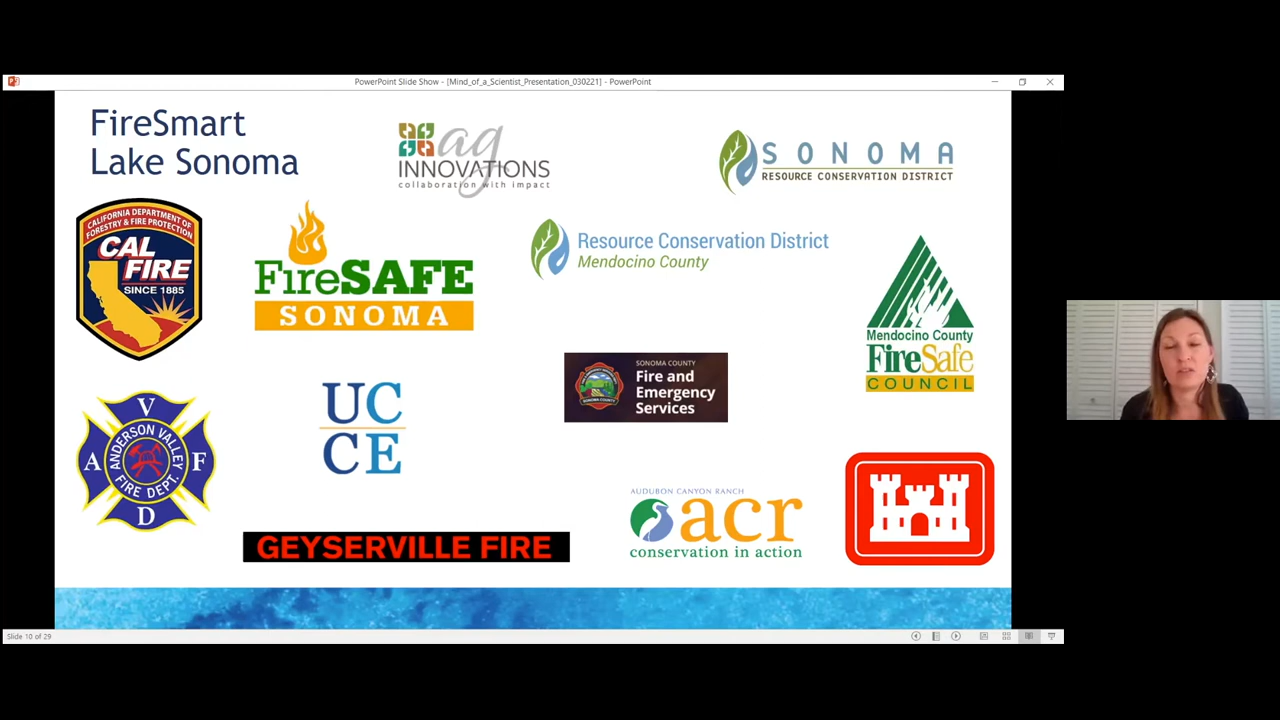 PowerPoint Slide Show - [Mind_of_a_Scientist_Presentation_030221] - PowerPoint
FireSmart
Lake Sonoma
ag
INNOVATIONS
collaboration with impact
SONOMA
RESOURCE CONSERVATION DISTRICT
CALIFORNIA DEPARTMENT OF
FORESTRY & FIRE PROTECTION
CAL
FIRE
SINCE 1885
FireSAFE
SONOMA
Resource Conservation District
Mendocino County
Mendocino County
FireSafe
COUNCIL
SONOMA COUNTY
Fire and
Emergency
Services
V
A
F
D
ANDERSON VALLEY
FIRE DEPT.
UC
CE
GEYSERVILLE FIRE
AUDUBON CANYON RANCH
acr
conservation in action
Slide 10 of 29